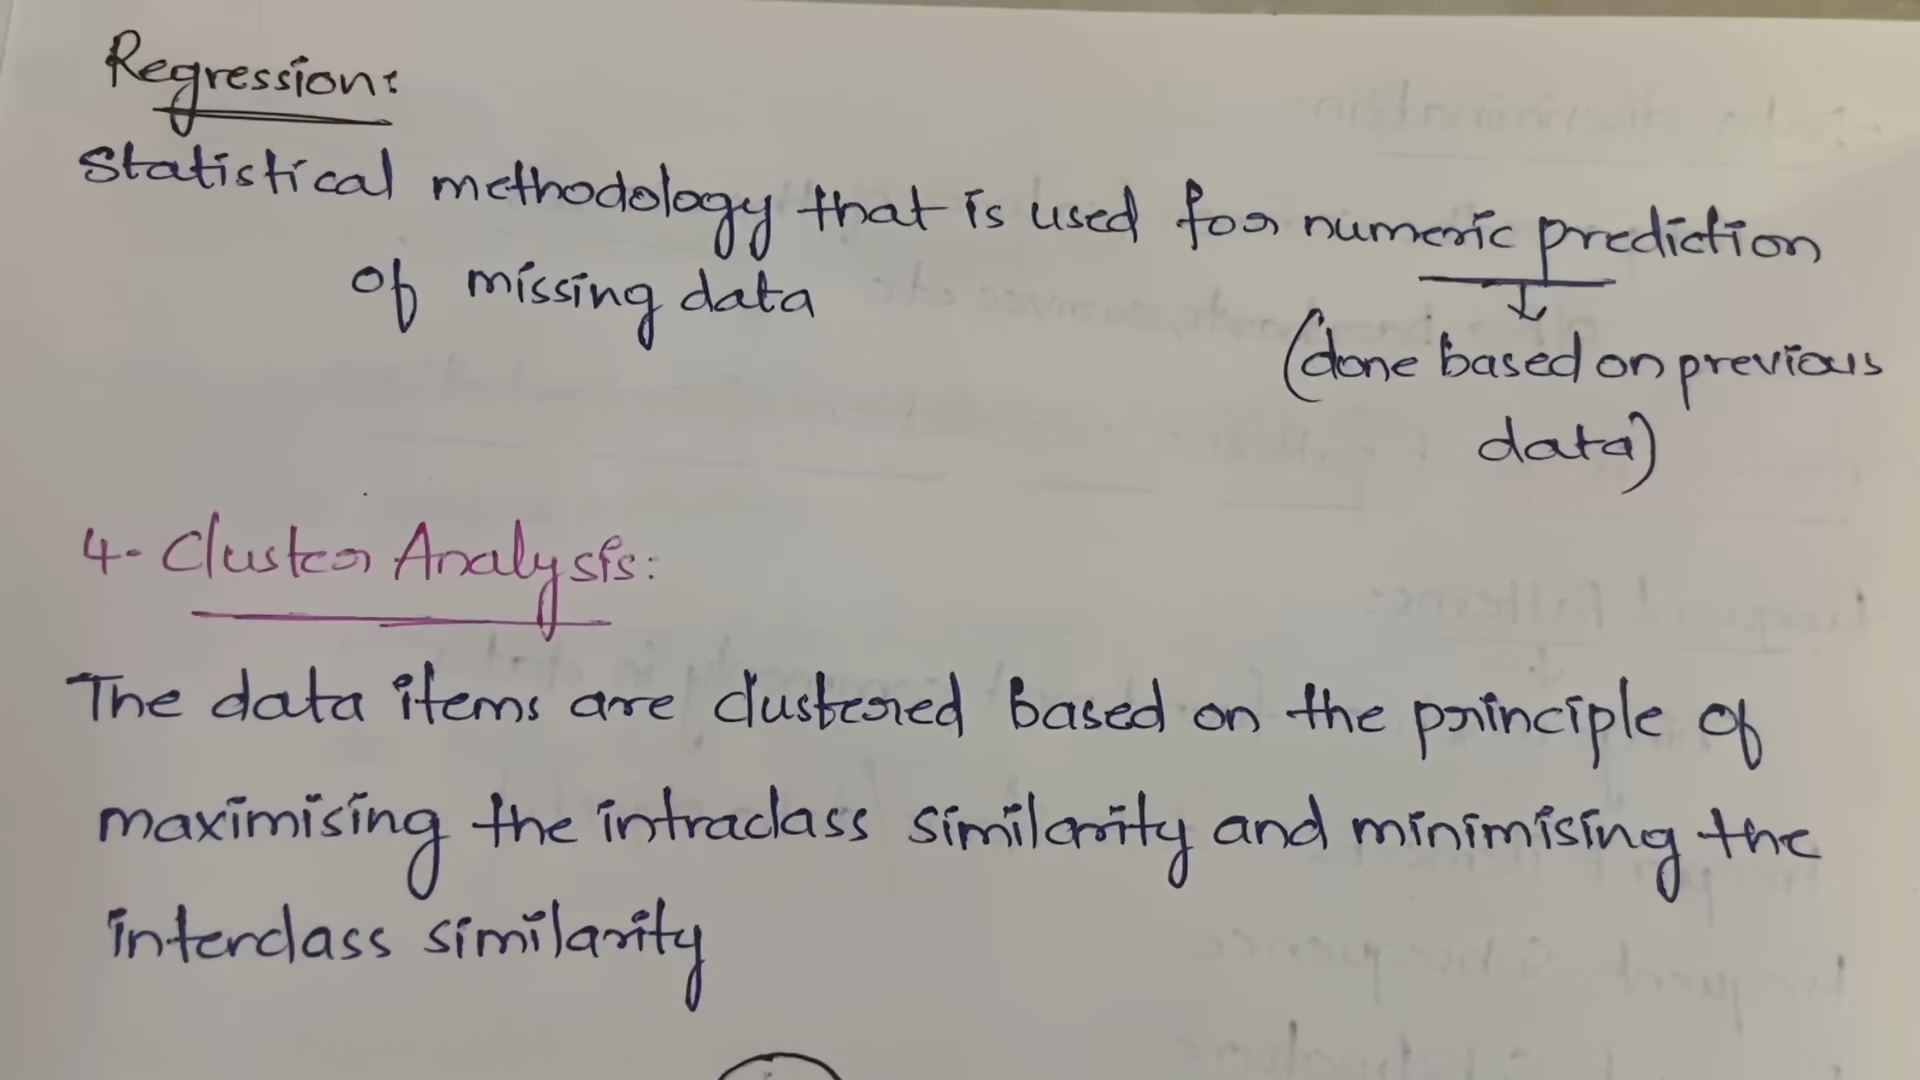 Regression:
Statistical methodology that is used for numeric prediction
of missing data
(done based on previous
data)
4. Cluster Analysis:
The data items are clustered based on the principle of
maximising the intraclass similarity and minimising the
interclass similarity